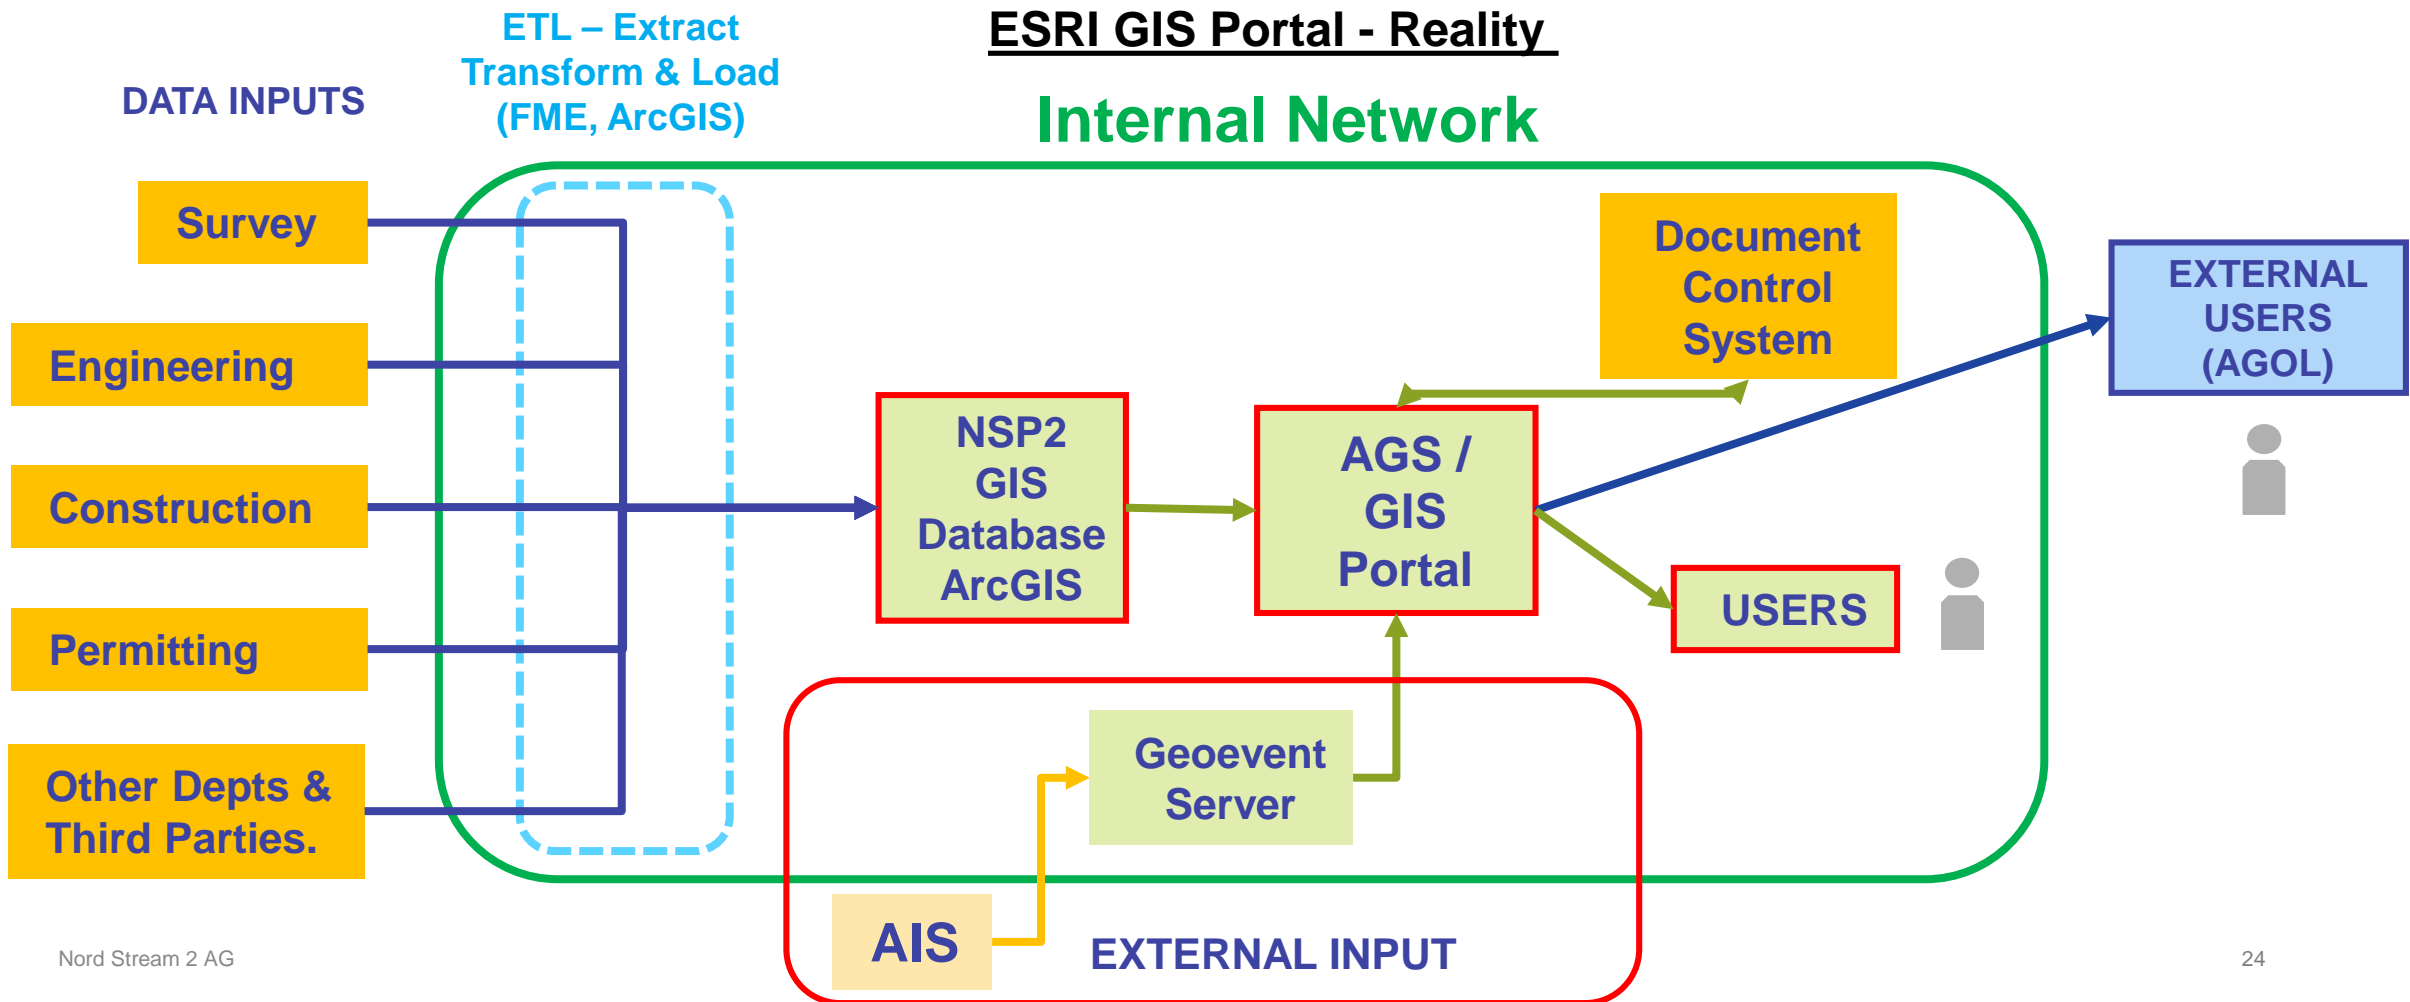 ESRI GIS Portal - Reality
ETL – Extract
Transform & Load
(FME, ArcGIS)
DATA INPUTS
Internal Network
Survey
Engineering
Construction
Permitting
Other Depts &
Third Parties.
NSP2
GIS
Database
ArcGIS
AGS /
GIS
Portal
Document
Control
System
EXTERNAL
USERS
(AGOL)
USERS
Geoevent
Server
AIS
EXTERNAL INPUT
Nord Stream 2 AG
24